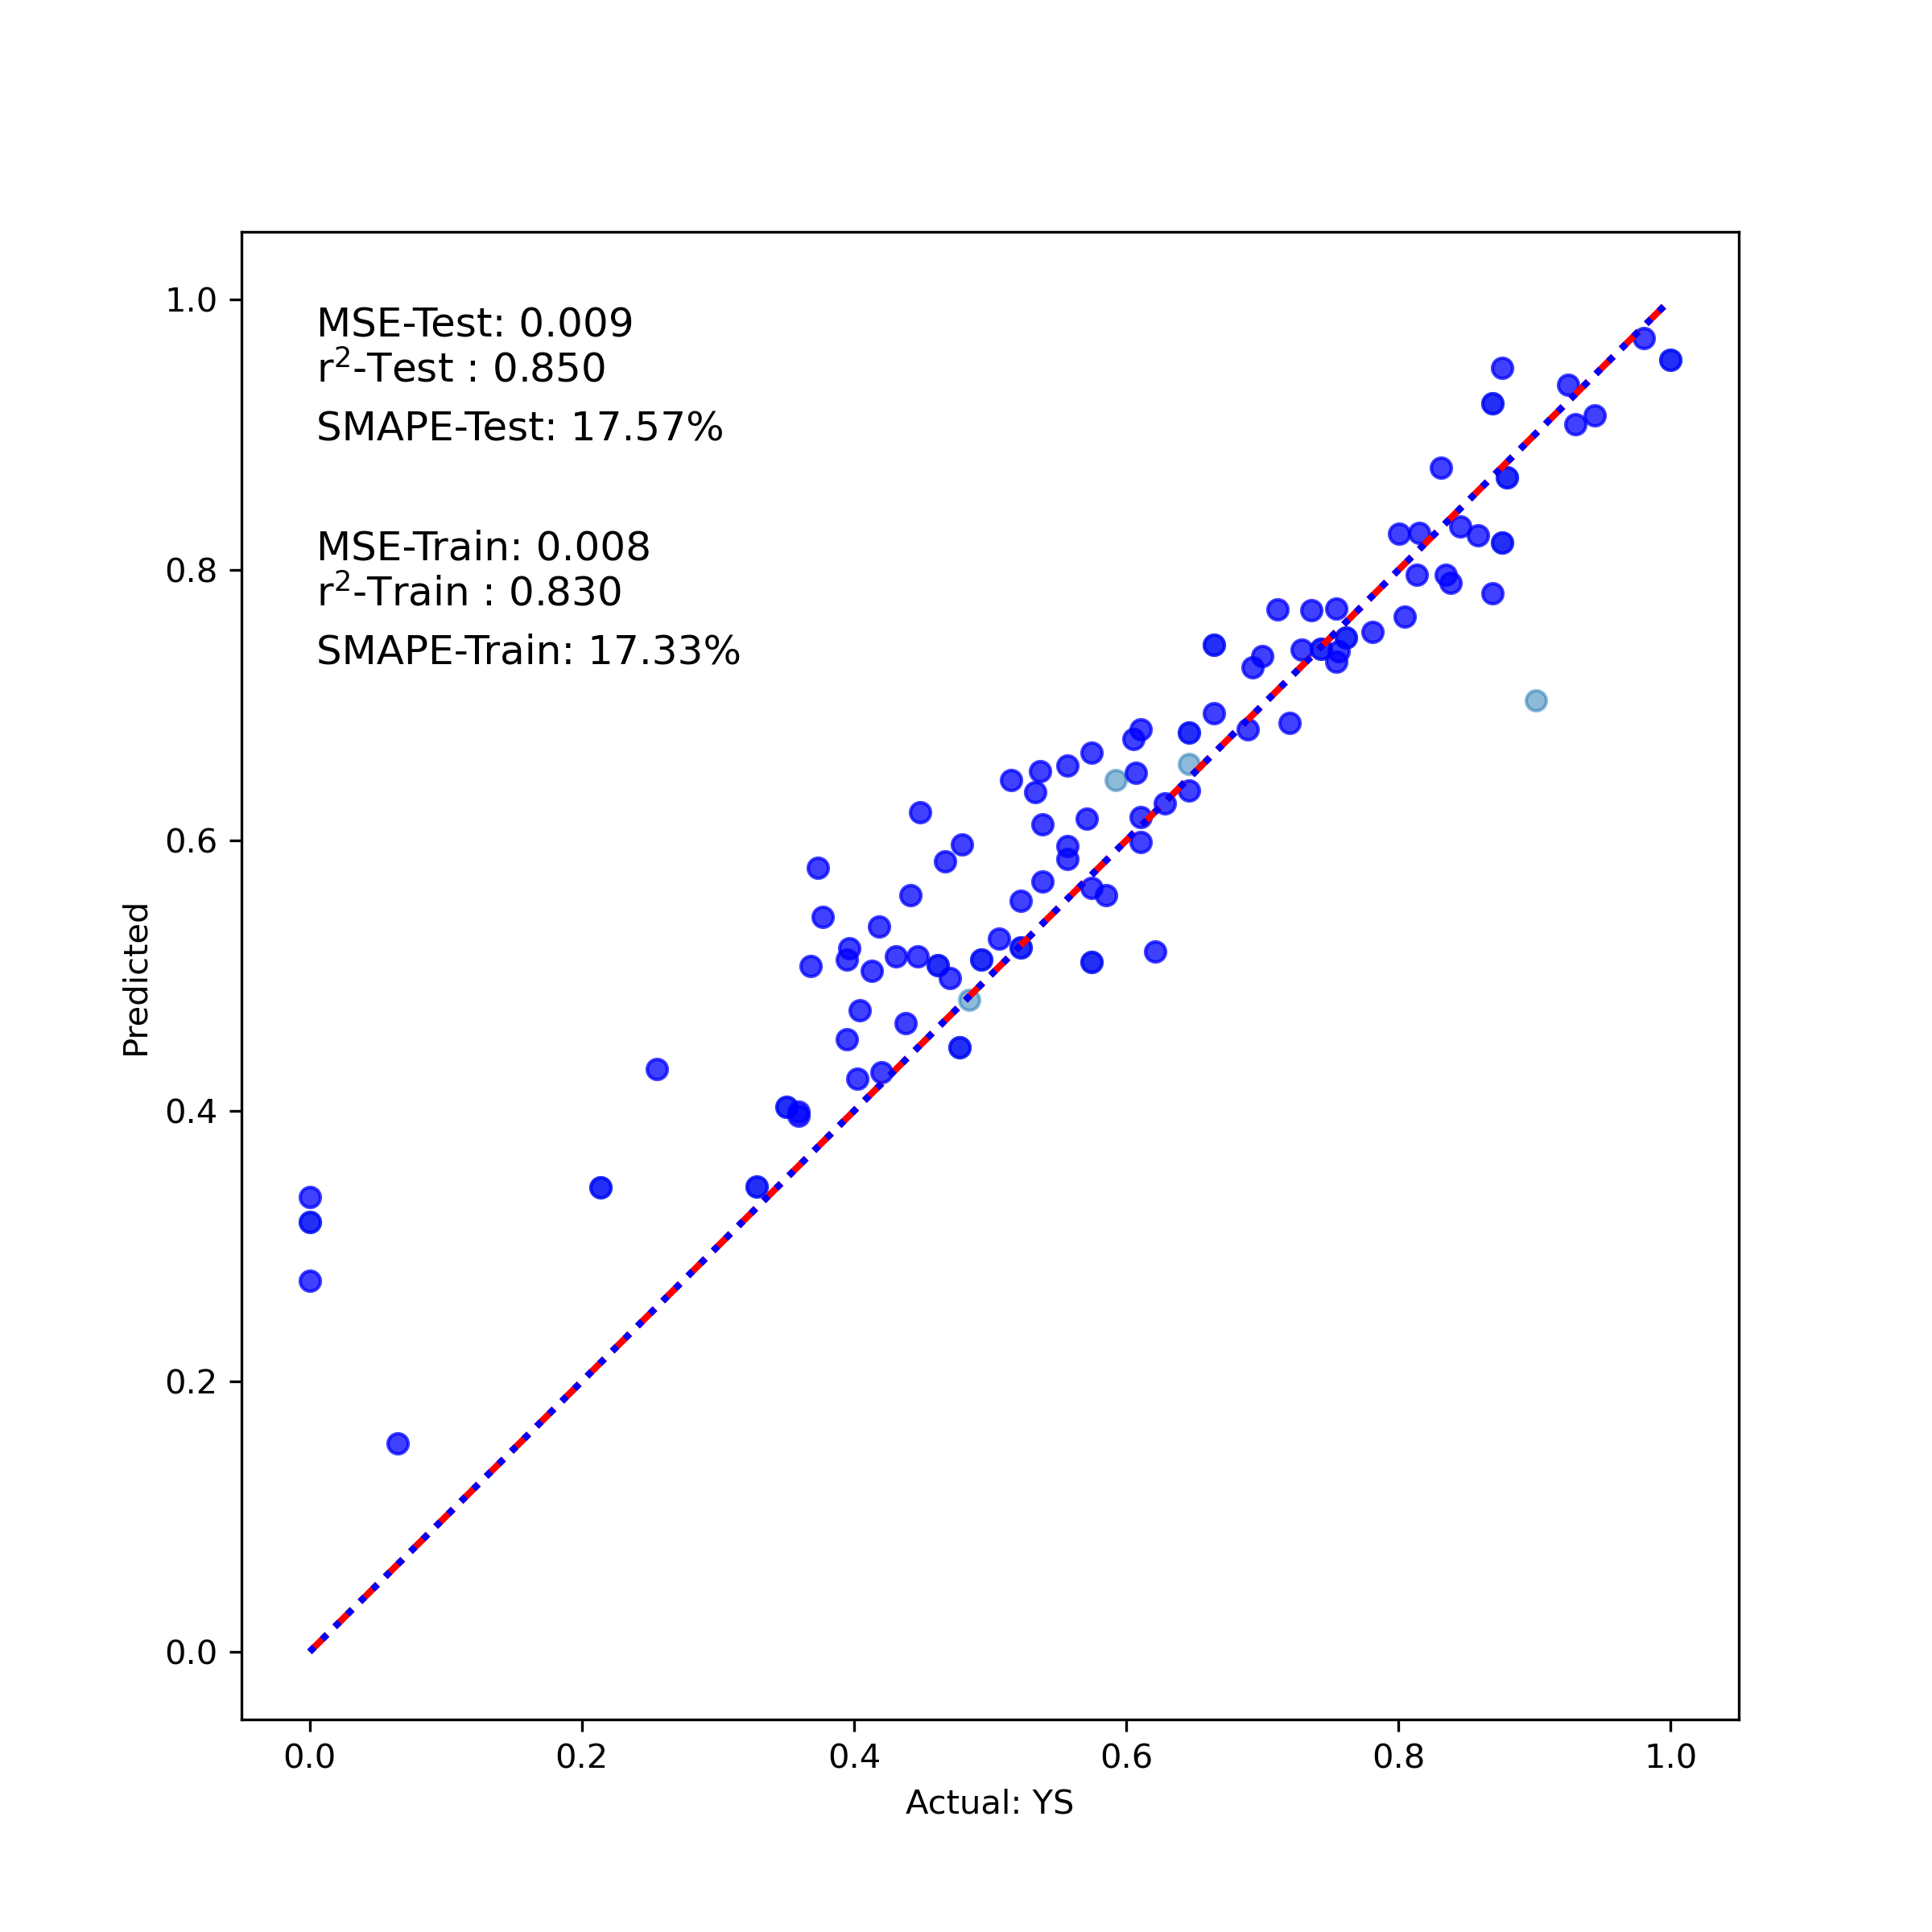 MSE-Test: 0.009
r²-Test : 0.850
SMAPE-Test: 17.57%
MSE-Train: 0.008
r²-Train : 0.830
SMAPE-Train: 17.33%
1.0
0.8
0.6
0.4
0.2
0.0
Predicted
0.0 0.2 0.4 0.6 0.8 1.0
Actual: YS